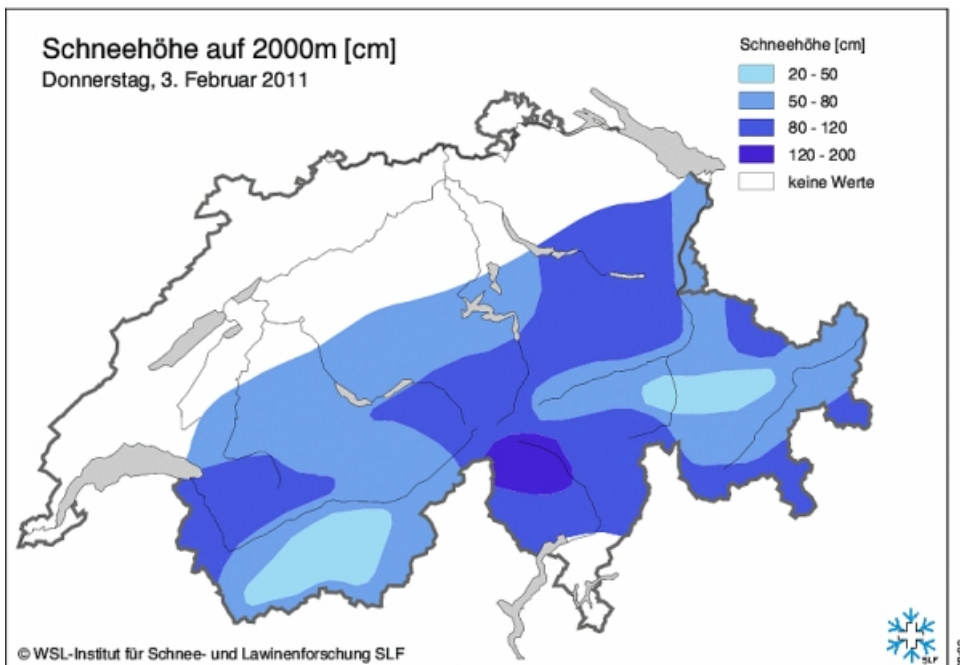 Schneehöhe auf 2000m [cm]
Donnerstag, 3. Februar 2011
Schneehöhe [cm]
20 - 50
50 - 80
80 - 120
120 - 200
keine Werte
© WSL-Institut für Schnee- und Lawinenforschung SLF
SLF